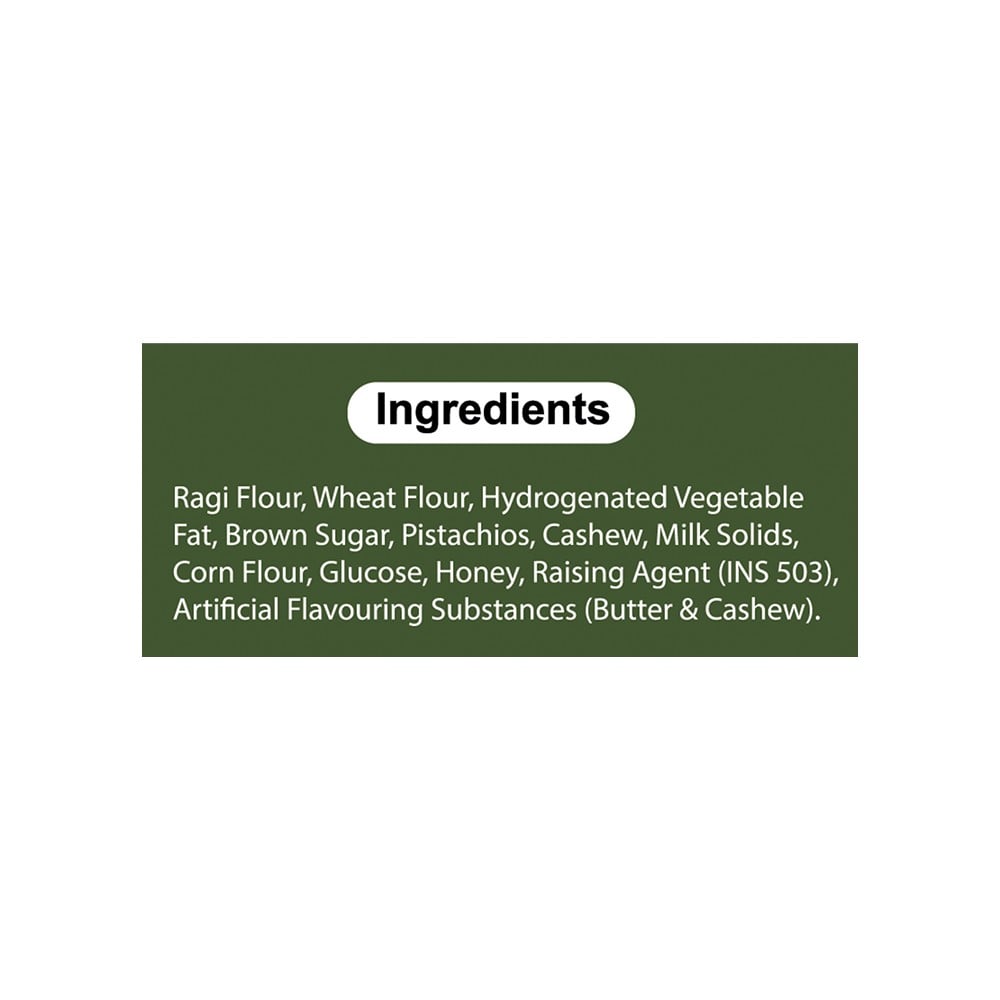 Ingredients
Ragi Flour, Wheat Flour, Hydrogenated Vegetable
Fat, Brown Sugar, Pistachios, Cashew, Milk Solids,
Corn Flour, Glucose, Honey, Raising Agent (INS 503),
Artificial Flavouring Substances (Butter & Cashew).